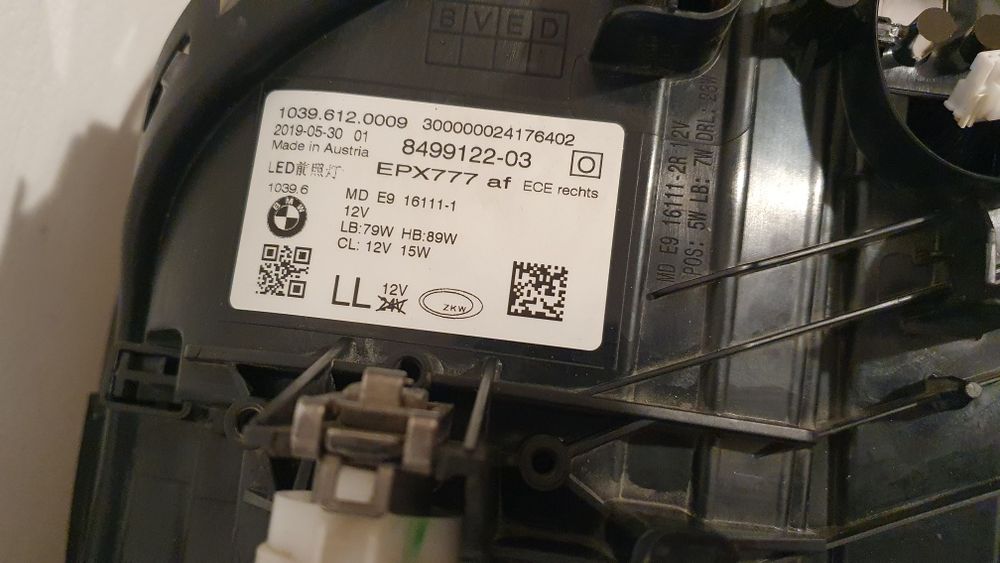 BVED
1039.612.0009 300000024176402
2019-05-30 01
8499122-03
Made in Austria
EPX777 af ECE rechts
LED前照灯
1039.6
BMW
MD E9 16111-1
12V
LB:79W HB:89W
CL: 12V 15W
LL
12V
24V
ZKW
MD E9 16111-2R 12V
POS: 5W LB: 7W DRL: